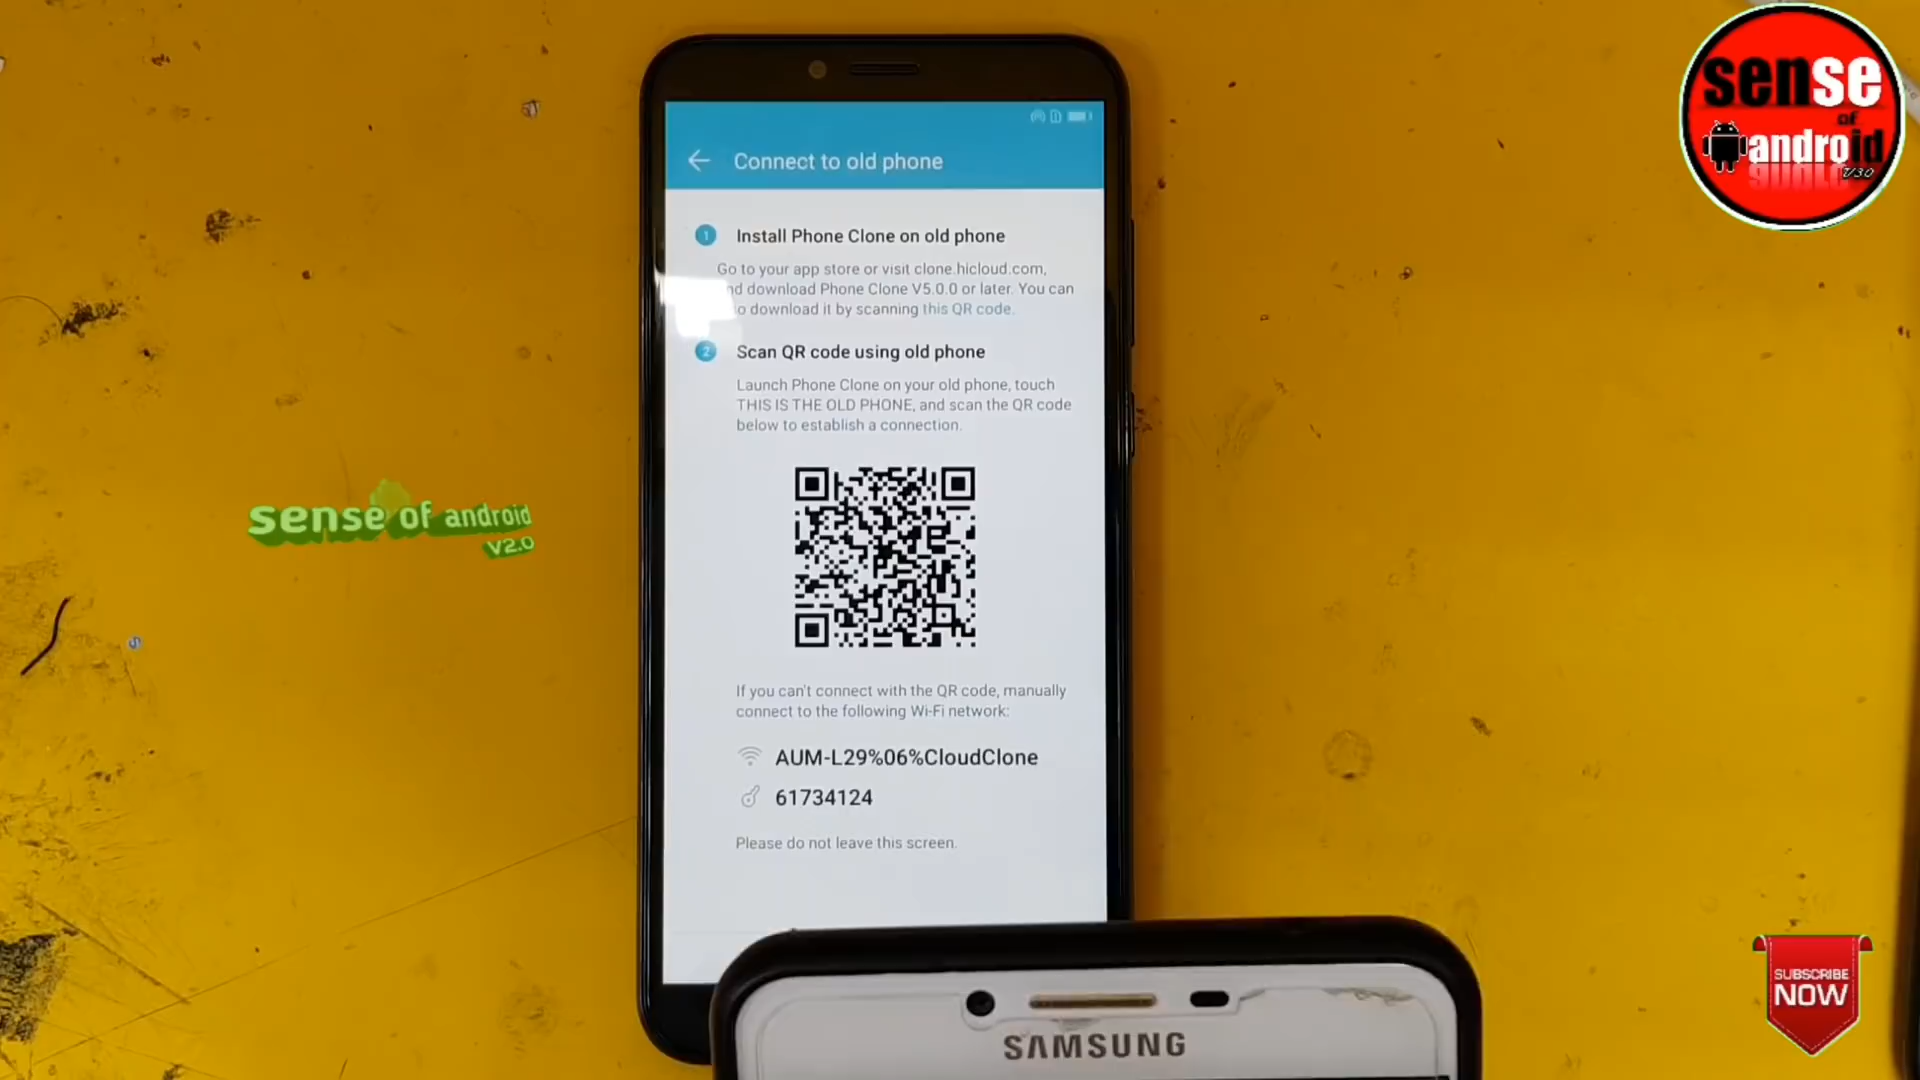 sense
of
android
V3.0
Connect to old phone
1 Install Phone Clone on old phone
Go to your app store or visit clone.hicloud.com,
download Phone Clone V5.0.0 or later. You can
download it by scanning this QR code.
2 Scan QR code using old phone
Launch Phone Clone on your old phone, touch
THIS IS THE OLD PHONE, and scan the QR code
below to establish a connection.
sense of android
V2.0
If you can't connect with the QR code, manually
connect to the following Wi-Fi network:
AUM-L29%06%CloudClone
61734124
Please do not leave this screen.
SUBSCRIBE
NOW
SAMSUNG